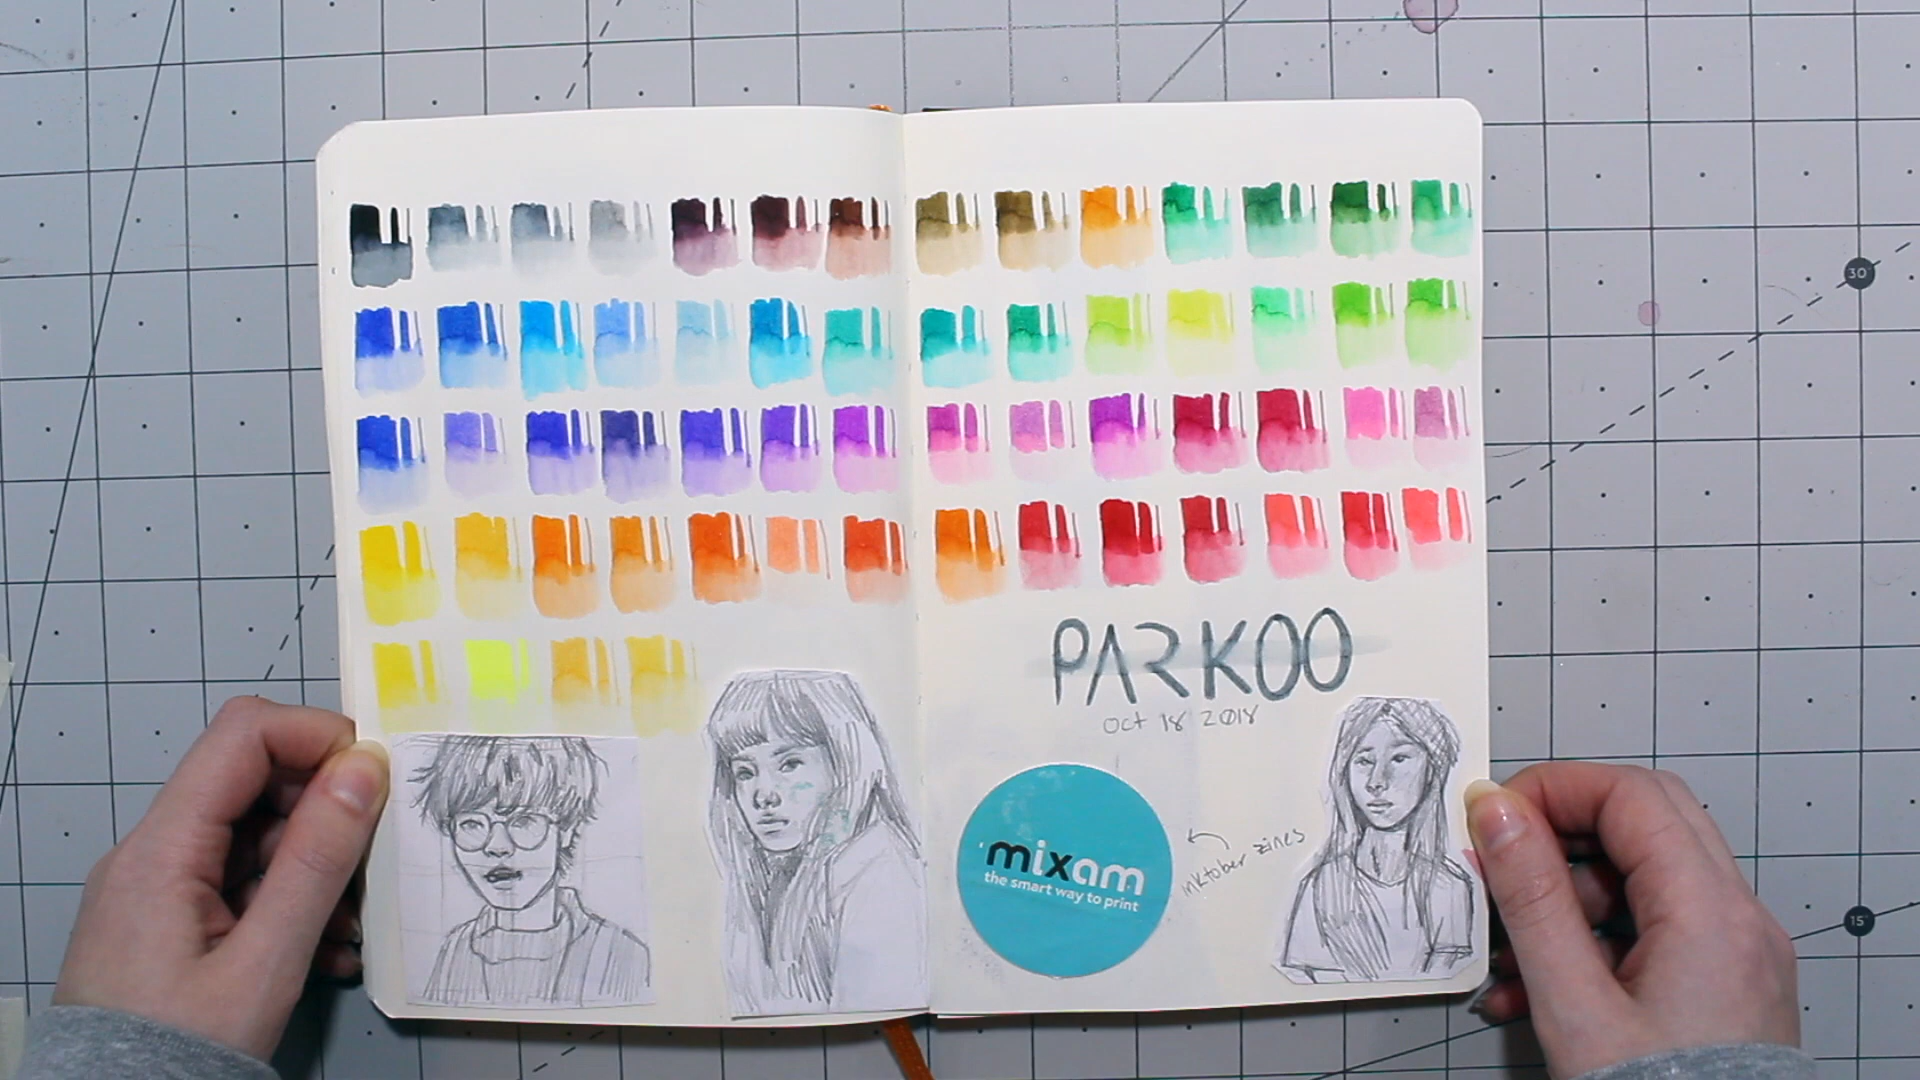 PARKOO
oct 18 2018
mixam
the smart way to print
inktober zines
30°
15°